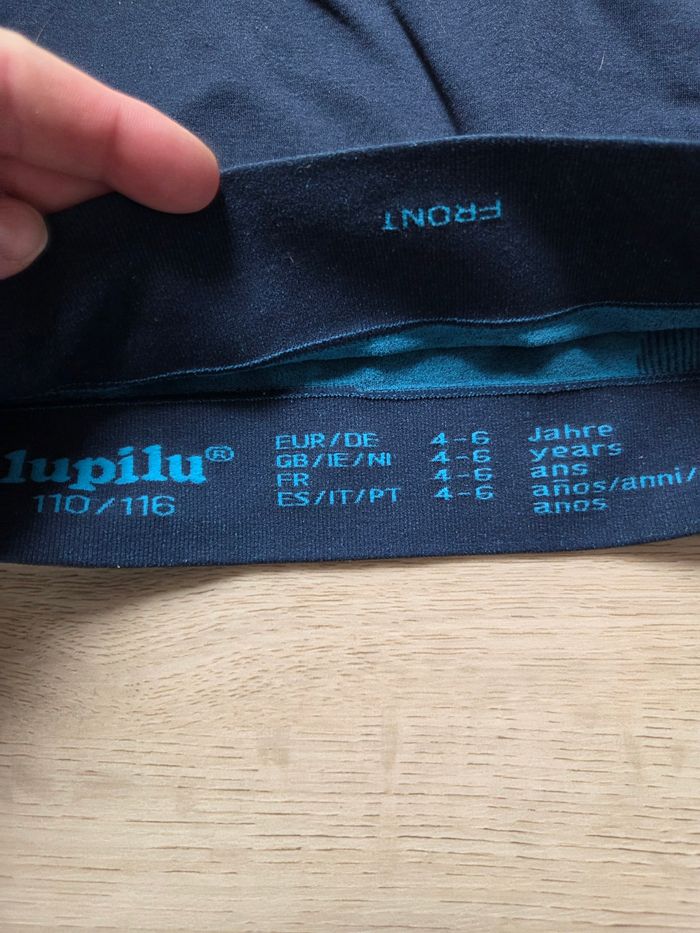 FRONT
lupilu®
110/116
EUR/DE 4-6 Jahre
GB/IE/NI 4-6 years
FR 4-6 ans
ES/IT/PT 4-6 años/anni/
anos